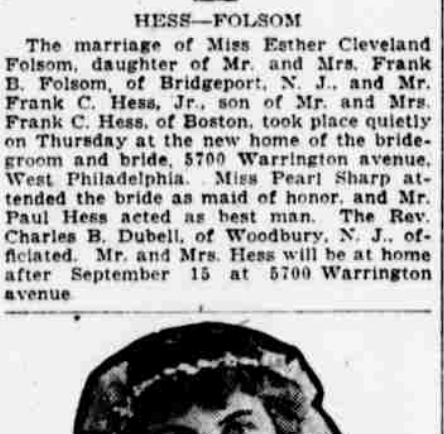 HESS—FOLSOM
The marriage of Miss Esther Cleveland
Folsom, daughter of Mr. and Mrs. Frank
B. Folsom, of Bridgeport, N. J., and Mr.
Frank C. Hess, Jr., son of Mr. and Mrs.
Frank C. Hess, of Boston, took place quietly
on Thursday at the new home of the bride-
groom and bride, 5700 Warrington avenue,
West Philadelphia. Miss Pearl Sharp at-
tended the bride as maid of honor, and Mr.
Paul Hess acted as best man. The Rev.
Charles B. Dubell, of Woodbury, N. J., of-
ficiated. Mr. and Mrs. Hess will be at home
after September 15 at 5700 Warrington
avenue